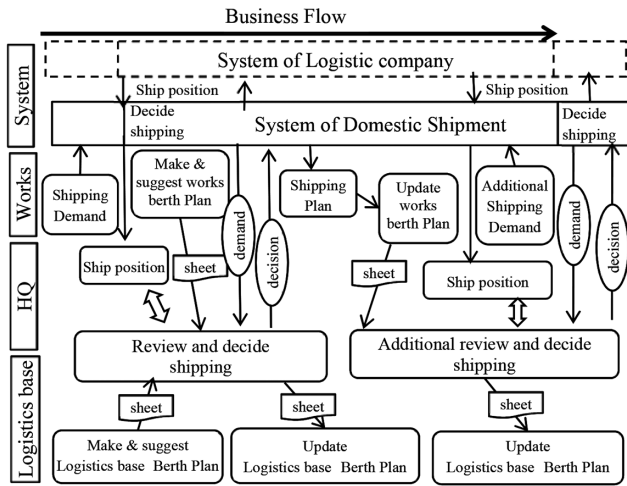 Business Flow
System
System of Logistic company
Ship position
Ship position
Decide
shipping
System of Domestic Shipment
Decide
shipping
Works
Shipping
Demand
Make &
suggest works
berth Plan
Shipping
Plan
Update
works
berth Plan
Additional
Shipping
Demand
demand
decision
demand
decision
HQ
Ship position
sheet
sheet
Ship position
Review and decide
shipping
Additional review and decide
shipping
Logistics base
sheet
sheet
sheet
Make & suggest
Logistics base Berth Plan
Update
Logistics base Berth Plan
Update
Logistics base Berth Plan